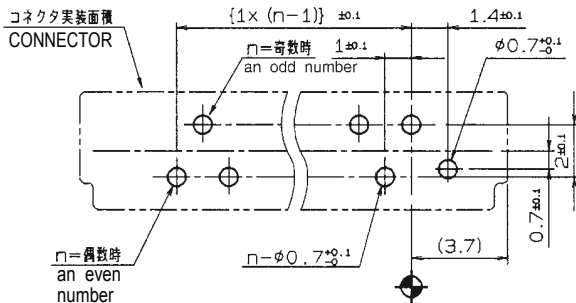 コネクタ実装面積
CONNECTOR
{1×(n-1)} ±0.1
1.4±0.1
n=奇数時
an odd number
1±0.1
φ0.7+0.1 -0
2±0.1
0.7±0.1
n=偶数時
an even
number
n-φ0.7+0.1 -0
(3.7)